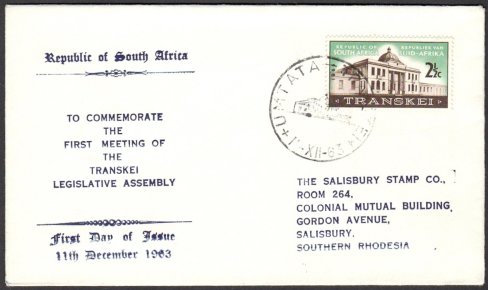 Republic of South Africa
TO COMMEMORATE
THE
FIRST MEETING OF
THE
TRANSKEI
LEGISLATIVE ASSEMBLY
First Day of Issue
11th December 1963
REPUBLIC OF SOUTH AFRICA
REPUBLIEK VAN SUID-AFRIKA
2½c
TRANSKEI
UMTATA
XII-63
THE SALISBURY STAMP CO.,
ROOM 264,
COLONIAL MUTUAL BUILDING,
GORDON AVENUE,
SALISBURY.
SOUTHERN RHODESIA